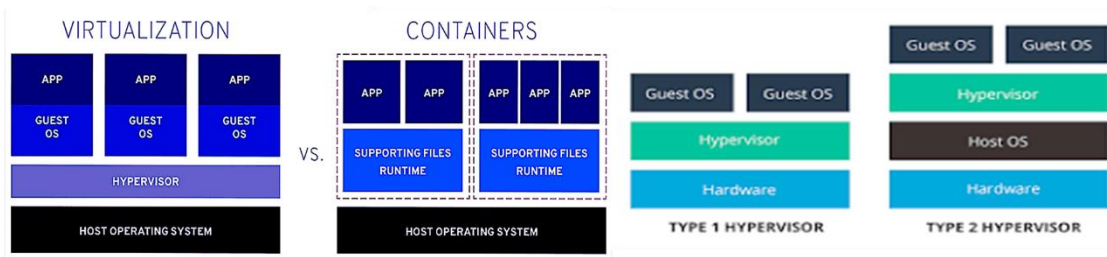 VIRTUALIZATION
APP APP APP
GUEST OS GUEST OS GUEST OS
HYPERVISOR
HOST OPERATING SYSTEM
VS.
CONTAINERS
APP APP APP APP APP
SUPPORTING FILES RUNTIME SUPPORTING FILES RUNTIME
HOST OPERATING SYSTEM
Guest OS Guest OS
Hypervisor
Hardware
TYPE 1 HYPERVISOR
Guest OS Guest OS
Hypervisor
Host OS
Hardware
TYPE 2 HYPERVISOR